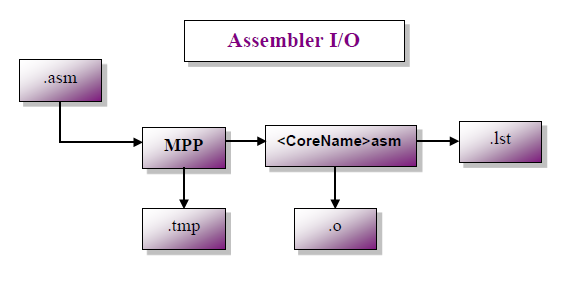 Assembler I/O
.asm
MPP
<CoreName>asm
.lst
.tmp
.o